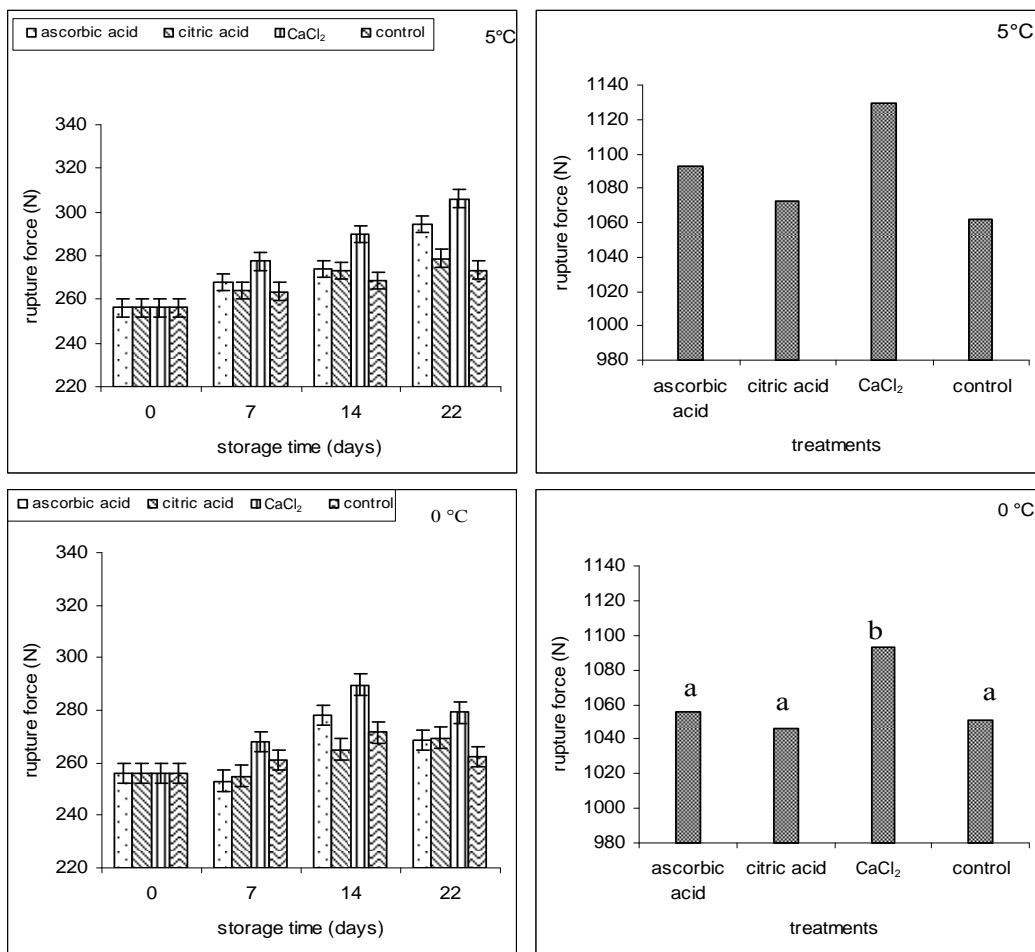 ascorbic acid citric acid CaCl₂ control
5°C
340
320
300
280
260
240
220
rupture force (N)
0 7 14 22
storage time (days)
5°C
1140
1120
1100
1080
1060
1040
1020
1000
980
rupture force (N)
ascorbic acid citric acid CaCl₂ control
treatments
ascorbic acid citric acid CaCl₂ control
0 °C
340
320
300
280
260
240
220
rupture force (N)
0 7 14 22
storage time (days)
0 °C
1140
1120
1100
1080
1060
1040
1020
1000
980
rupture force (N)
a a b a
ascorbic acid citric acid CaCl₂ control
treatments